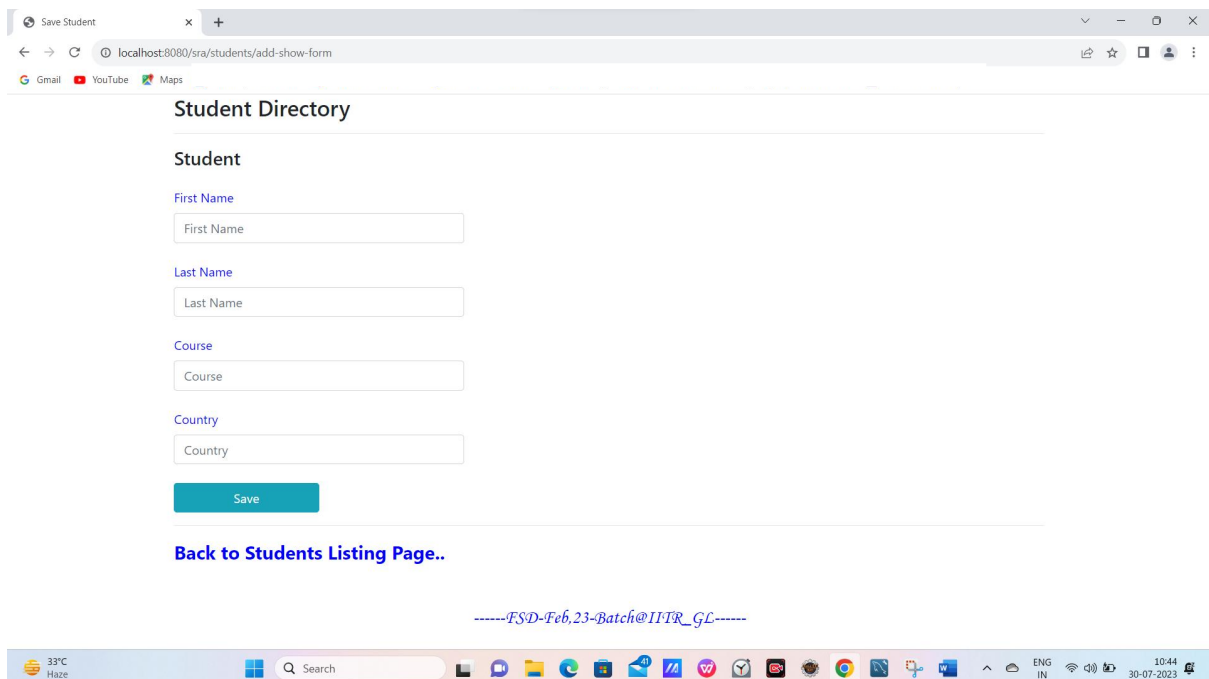 Save Student
localhost:8080/sra/students/add-show-form
Gmail YouTube Maps
Student Directory
Student
First Name
First Name
Last Name
Last Name
Course
Course
Country
Country
Save
Back to Students Listing Page..
------FSD-Feb,23-Batch@IITR_GL------
33°C
Haze
Search
41
ENG
IN
10:44
30-07-2023